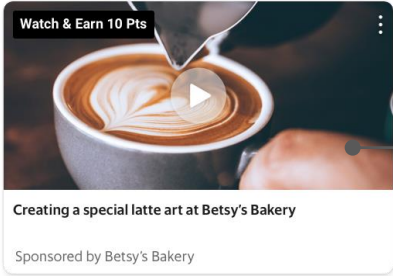 Watch & Earn 10 Pts
Creating a special latte art at Betsy's Bakery
Sponsored by Betsy's Bakery